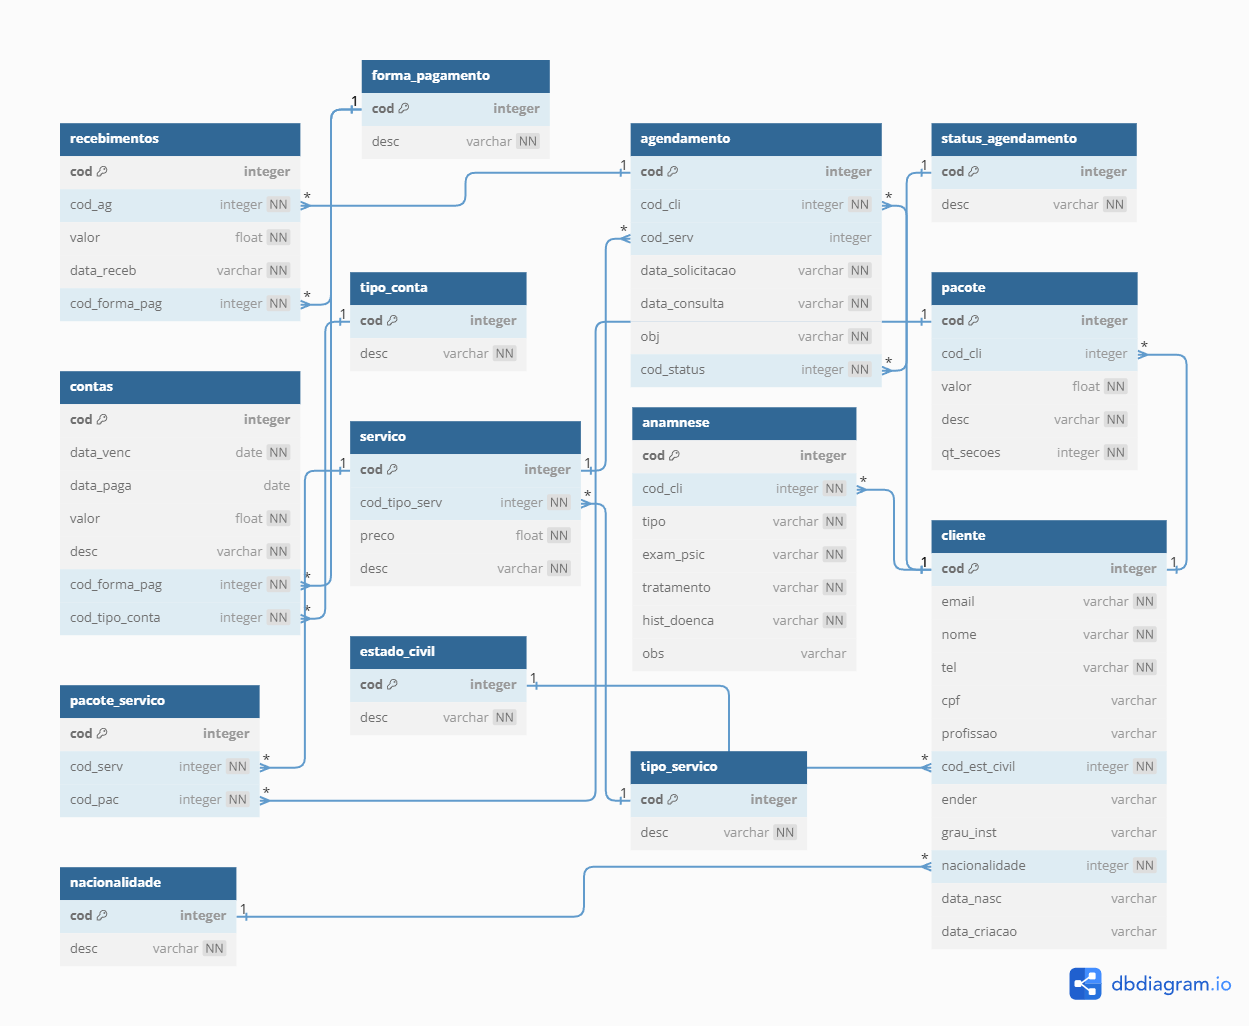 forma_pagamento
1
cod integer
desc varchar NN
recebimentos
cod integer
cod_ag integer NN *
valor float NN
data_receb varchar NN
cod_forma_pag integer NN *
agendamento
1 cod integer
cod_cli integer NN *
* cod_serv integer
data_solicitacao varchar NN
data_consulta varchar NN
obj varchar NN
cod_status integer NN *
status_agendamento
1 cod integer
desc varchar NN
tipo_conta
1 cod integer
desc varchar NN
pacote
1 cod integer
cod_cli integer *
valor float NN
desc varchar NN
qt_secoes integer NN
contas
cod integer
data_venc date NN
data_paga date
valor float NN
desc varchar NN
cod_forma_pag integer NN *
cod_tipo_conta integer NN *
servico
1 cod integer 1
cod_tipo_serv integer NN *
preco float NN
desc varchar NN
anamnese
cod integer
cod_cli integer NN *
tipo varchar NN
exam_psic varchar NN
tratamento varchar NN
hist_doenca varchar NN
obs varchar
cliente
1 cod integer 1
email varchar NN
nome varchar NN
tel varchar NN
cpf varchar
profissao varchar
* cod_est_civil integer NN
ender varchar
grau_inst varchar
* nacionalidade integer NN
data_nasc varchar
data_criacao varchar
estado_civil
cod integer 1
desc varchar NN
pacote_servico
cod integer
cod_serv integer NN *
cod_pac integer NN *
tipo_servico
1 cod integer
desc varchar NN
nacionalidade
cod integer 1
desc varchar NN
dbdiagram.io